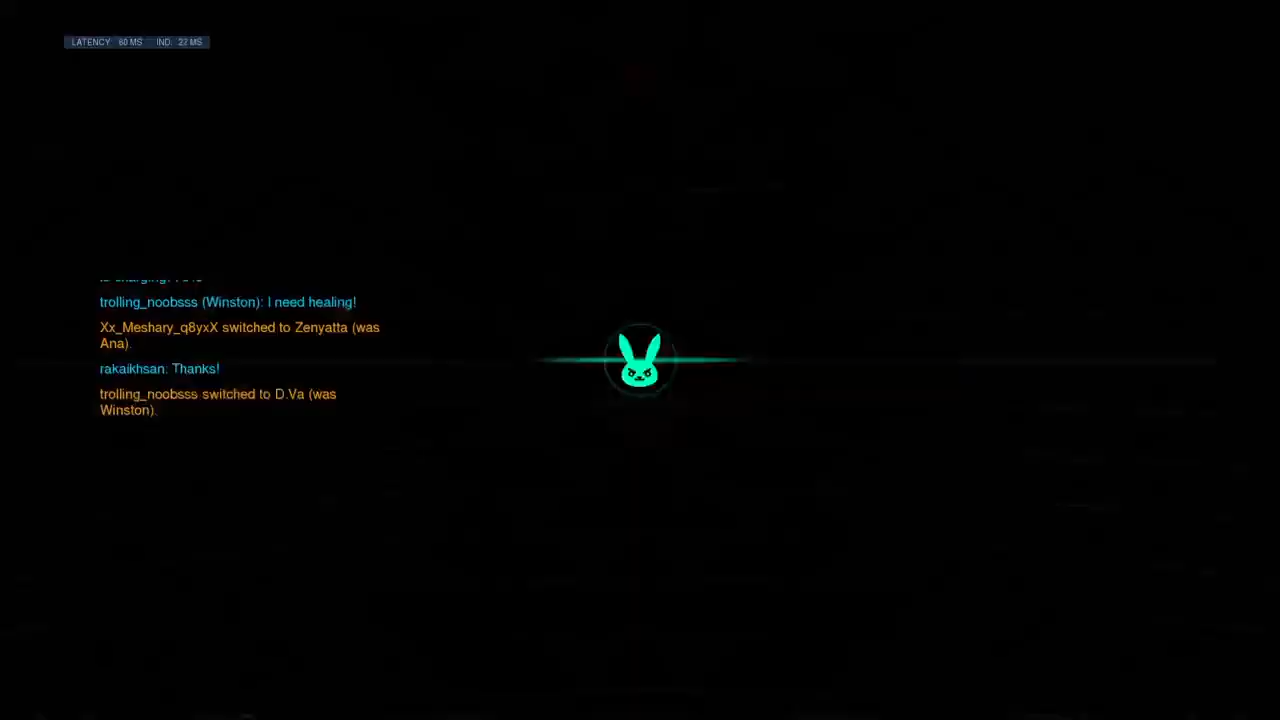 LATENCY 60 MS IND. 22 MS
trolling_noobsss (Winston): I need healing!
Xx_Meshary_q8yxX switched to Zenyatta (was
Ana).
rakaikhsan: Thanks!
trolling_noobsss switched to D.Va (was
Winston).